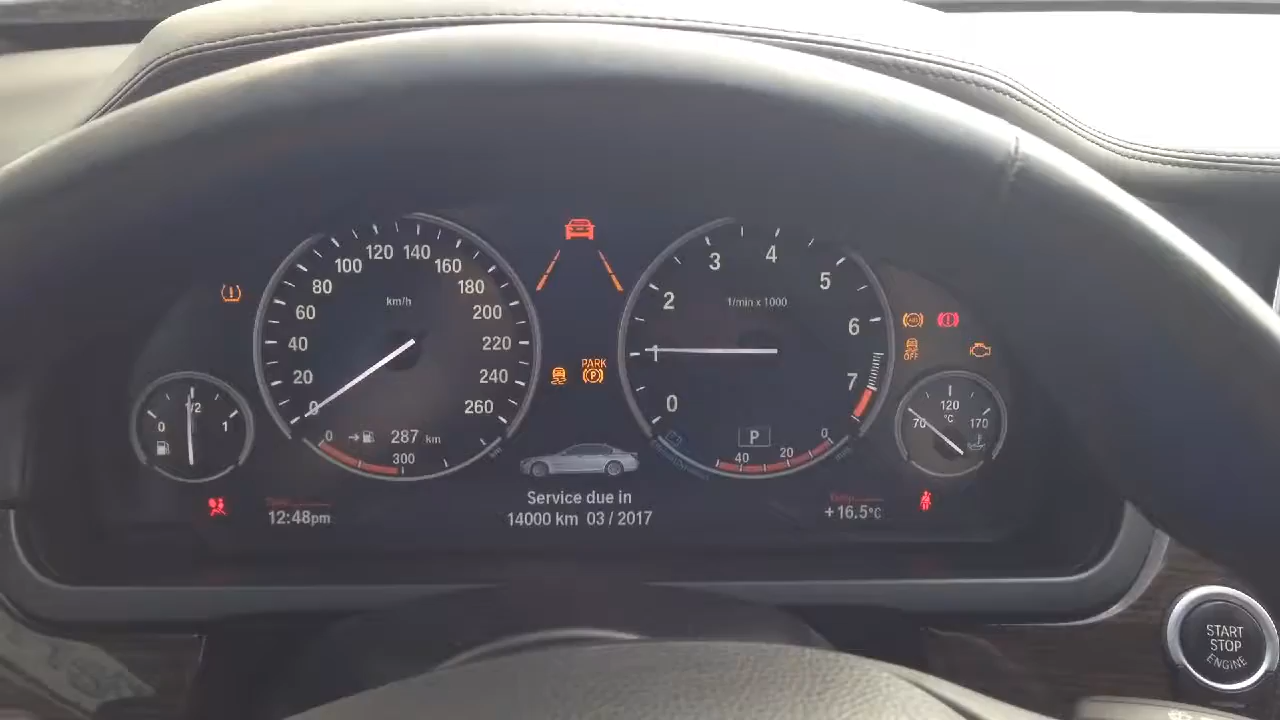 0
20
40
60
80
100
120
140
160
180
200
220
240
260
km/h
0
1/2
1
0
287 km
300
12:48pm
PARK
P
Service due in
14000 km 03 / 2017
0
1
2
3
4
5
6
7
1/min x 1000
P
40
20
0
+16.5°C
ABS
OFF
70
120
170
°C
START
STOP
ENGINE